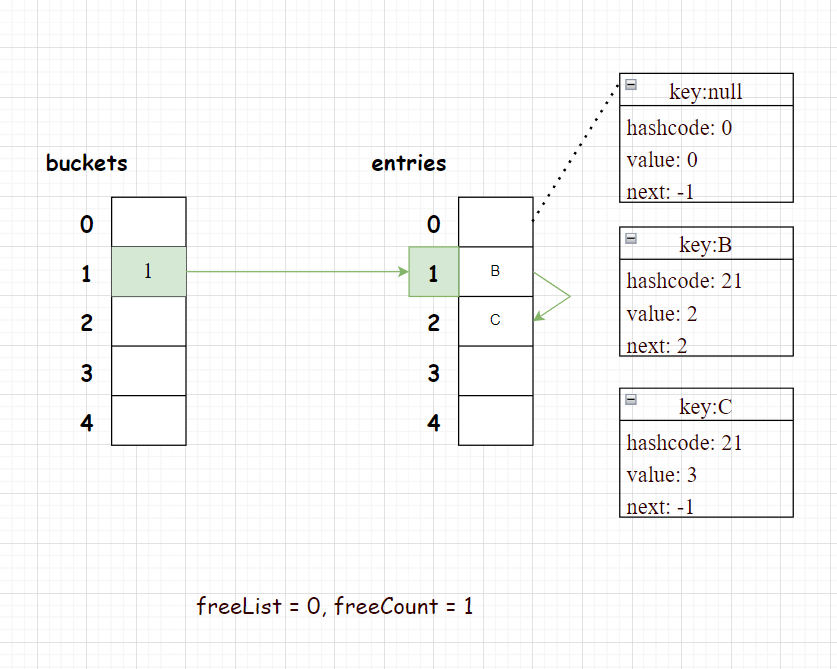 key:null
hashcode: 0
value: 0
next: -1
buckets
entries
0
0
1
1
1
B
2
2
C
3
3
4
4
key:B
hashcode: 21
value: 2
next: 2
key:C
hashcode: 21
value: 3
next: -1
freeList = 0, freeCount = 1